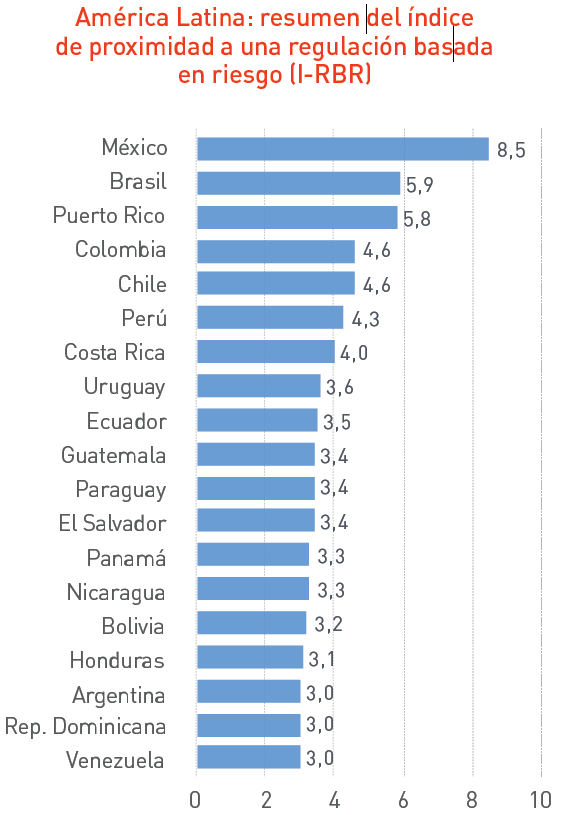 América Latina: resumen del índice
de proximidad a una regulación basada
en riesgo (I-RBR)
México 8,5
Brasil 5,9
Puerto Rico 5,8
Colombia 4,6
Chile 4,6
Perú 4,3
Costa Rica 4,0
Uruguay 3,6
Ecuador 3,5
Guatemala 3,4
Paraguay 3,4
El Salvador 3,4
Panamá 3,3
Nicaragua 3,3
Bolivia 3,2
Honduras 3,1
Argentina 3,0
Rep. Dominicana 3,0
Venezuela 3,0
0 2 4 6 8 10